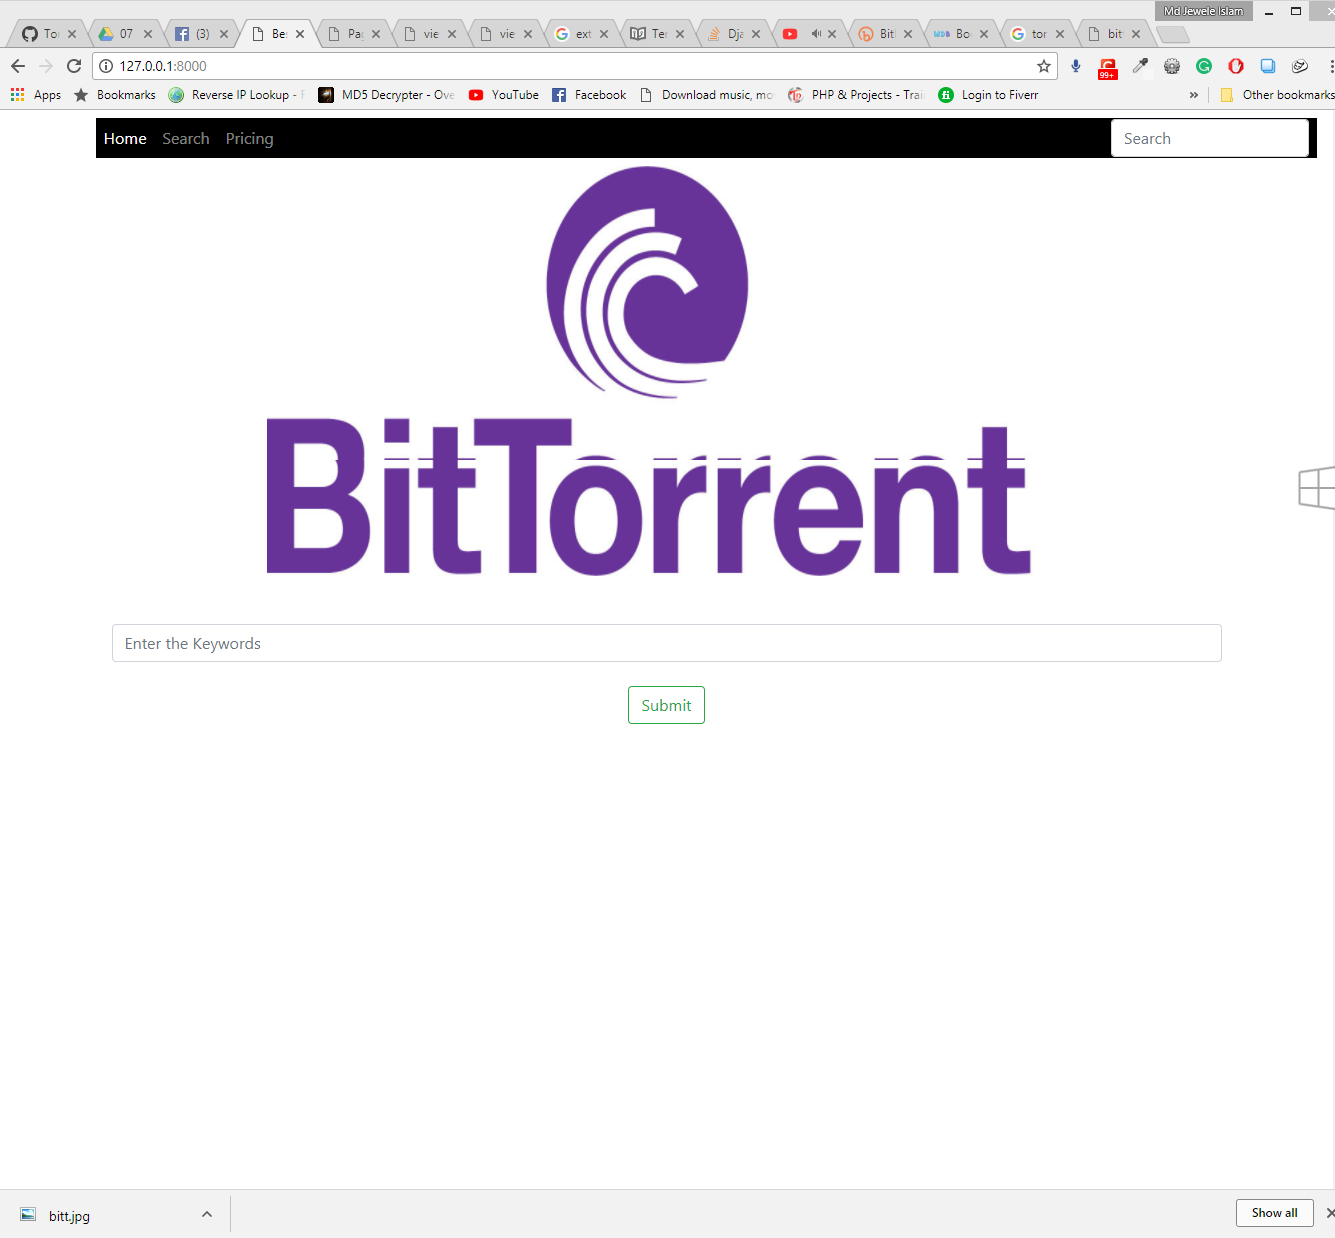 Md.Jewele Islam
To 07 (3) Be Pa vie vie ext Te Dja Bit Bo tor bit
127.0.0.1:8000
99+
Apps Bookmarks Reverse IP Lookup - MD5 Decrypter - Ove YouTube Facebook Download music, mo PHP & Projects - Trai Login to Fiverr » Other bookmarks
Home Search Pricing Search
BitTorrent
Enter the Keywords
Submit
bitt.jpg Show all